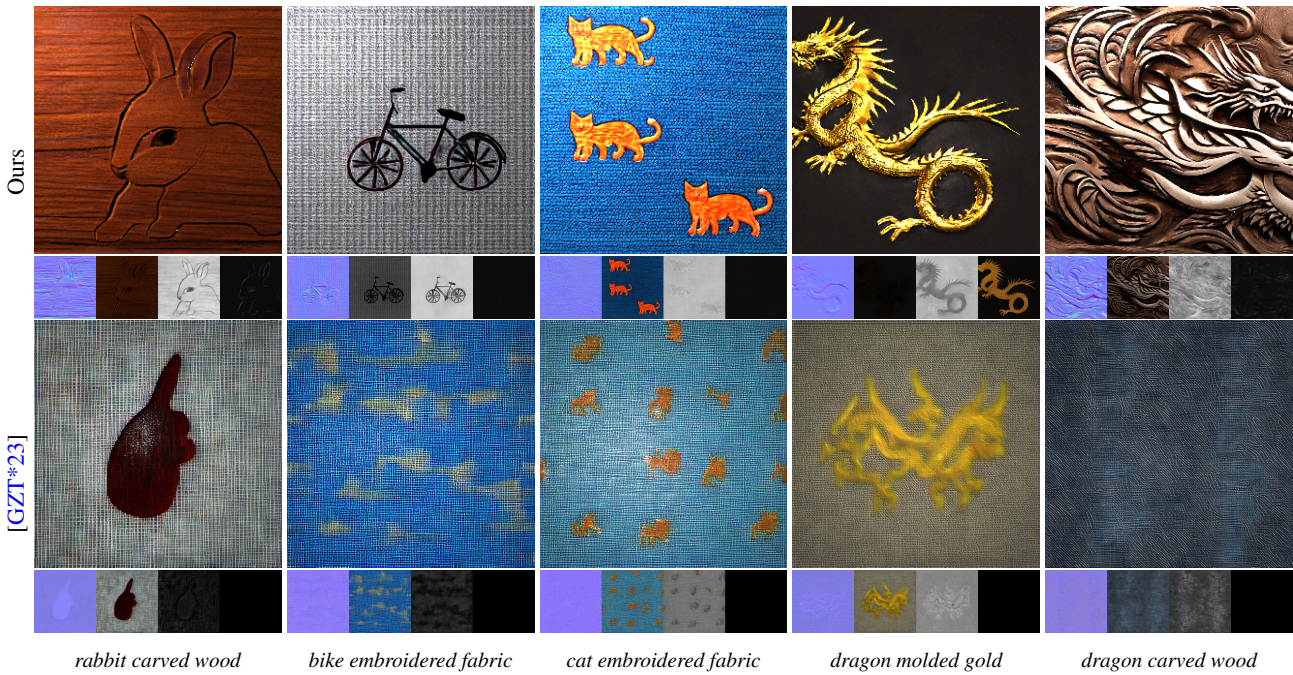 Ours
[GZT*23]
rabbit carved wood
bike embroidered fabric
cat embroidered fabric
dragon molded gold
dragon carved wood